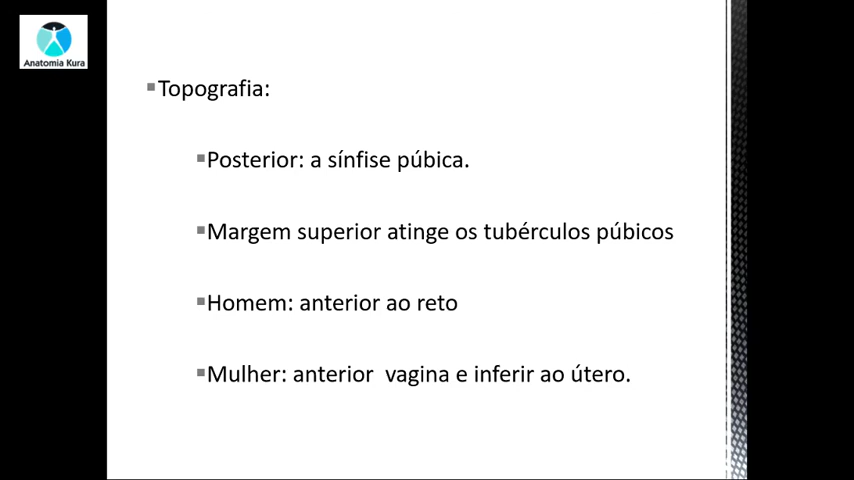 Anatomia Kura
Topografia:
Posterior: a sínfise púbica.
Margem superior atinge os tubérculos púbicos
Homem: anterior ao reto
Mulher: anterior  vagina e inferir ao útero.